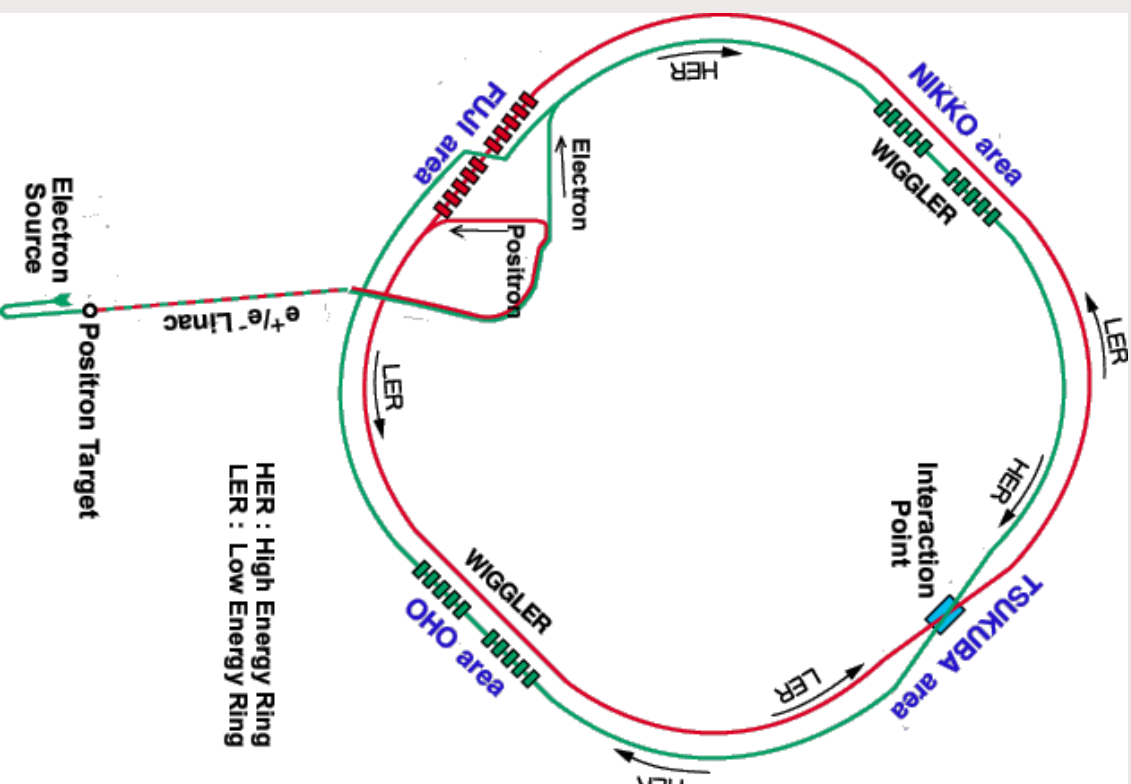 HER
NIKKO area
WIGGLER
FUJI area
Electron
Positron
Electron
Source
e+/e- Linac
Positron Target
LER
LER
HER
Interaction
Point
TSUKUBA area
WIGGLER
OHO area
LER
HER
HER : High Energy Ring
LER : Low Energy Ring